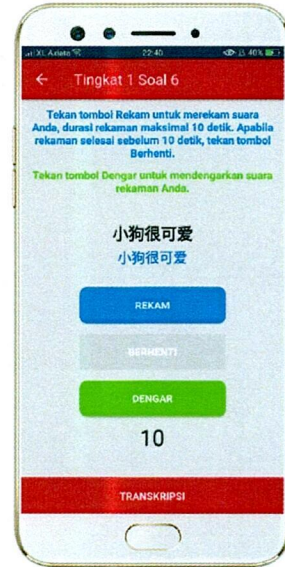 XL Axiata
22:40
40%
← Tingkat 1 Soal 6
Tekan tombol Rekam untuk merekam suara
Anda, durasi rekaman maksimal 10 detik. Apabila
rekaman selesai sebelum 10 detik, tekan tombol
Berhenti.
Tekan tombol Dengar untuk mendengarkan suara
rekaman Anda.
小狗很可爱
小狗很可爱
REKAM
BERHENTI
DENGAR
10
TRANSKRIPSI